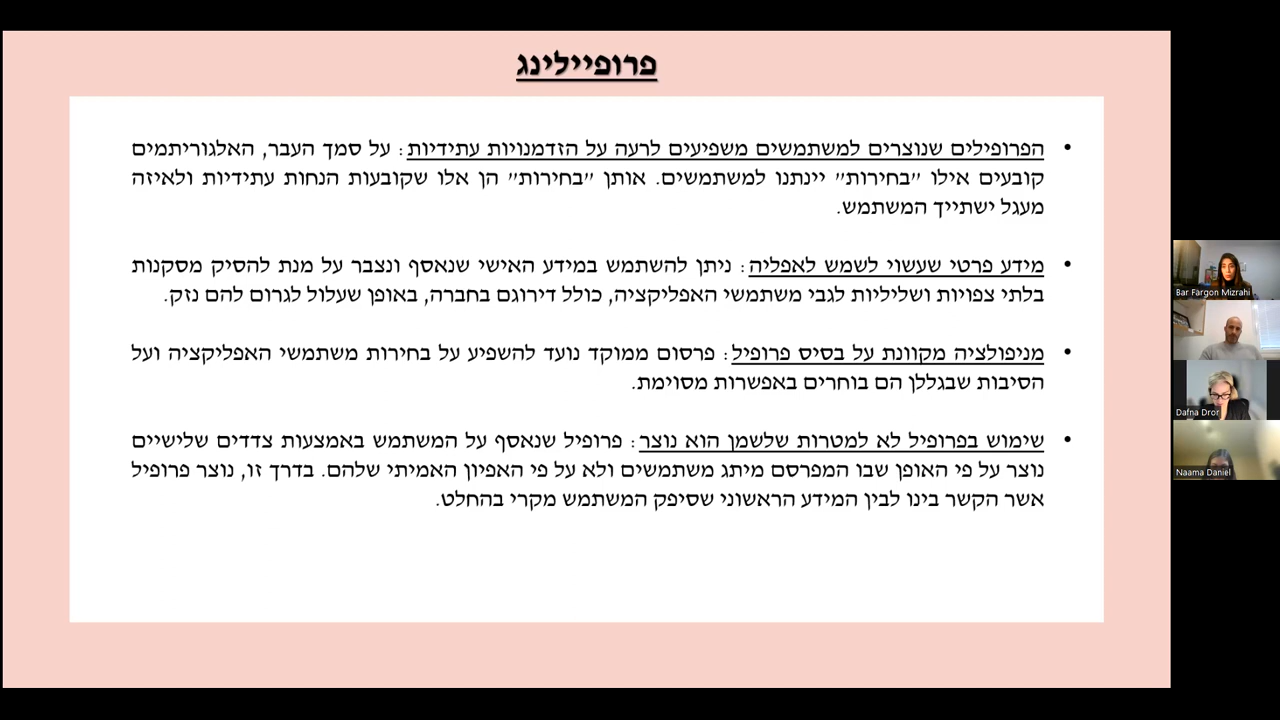 פרופיילינג
• הפרופילים שנוצרים למשתמשים משפיעים לרעה על הזדמנויות עתידיות: על סמך העבר, האלגוריתמים
קובעים אילו "בחירות" יינתנו למשתמשים. אותן "בחירות" הן אלו שקובעות הנחות עתידיות ולאיזה
מעגל ישתייך המשתמש.
• מידע פרטי שעשוי לשמש לאפליה: ניתן להשתמש במידע האישי שנאסף ונצבר על מנת להסיק מסקנות
בלתי צפויות ושליליות לגבי משתמשי האפליקציה, כולל דירוגם בחברה, באופן שעלול לגרום להם נזק.
• מניפולציה מקוונת על בסיס פרופיל: פרסום ממוקד נועד להשפיע על בחירות משתמשי האפליקציה ועל
הסיבות שבגללן הם בוחרים באפשרות מסוימת.
• שימוש בפרופיל לא למטרות שלשמן הוא נוצר: פרופיל שנאסף על המשתמש באמצעות צדדים שלישיים
נוצר על פי האופן שבו המפרסם מיתג משתמשים ולא על פי האפיון האמיתי שלהם. בדרך זו, נוצר פרופיל
אשר הקשר בינו לבין המידע הראשוני שסיפק המשתמש מקרי בהחלט.
Bar Fargon Mizrahi
Dafna Dror
Naama Daniel